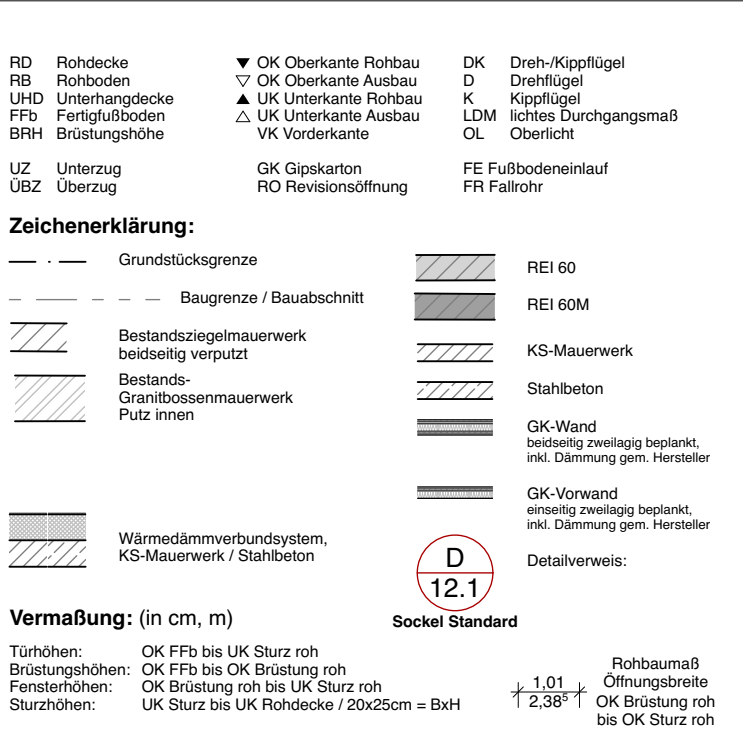 RD Rohdecke ▼ OK Oberkante Rohbau DK Dreh-/Kippflügel
RB Rohboden ▽ OK Oberkante Ausbau D Drehflügel
UHD Unterhangdecke ▲ UK Unterkante Rohbau K Kippflügel
FFb Fertigfußboden △ UK Unterkante Ausbau LDM lichtes Durchgangsmaß
BRH Brüstungshöhe VK Vorderkante OL Oberlicht
UZ Unterzug GK Gipskarton FE Fußbodeneinlauf
ÜBZ Überzug RO Revisionsöffnung FR Fallrohr
Zeichenerklärung:
Grundstücksgrenze
Baugrenze / Bauabschnitt
Bestandsziegelmauerwerk
beidseitig verputzt
Bestands-
Granitbossenmauerwerk
Putz innen
Wärmedämmverbundsystem,
KS-Mauerwerk / Stahlbeton
REI 60
REI 60M
KS-Mauerwerk
Stahlbeton
GK-Wand
beidseitig zweilagig beplankt,
inkl. Dämmung gem. Hersteller
GK-Vorwand
einseitig zweilagig beplankt,
inkl. Dämmung gem. Hersteller
D
12.1
Detailverweis:
Sockel Standard
Vermaßung: (in cm, m)
Türhöhen: OK FFb bis UK Sturz roh
Brüstungshöhen: OK FFb bis OK Brüstung roh
Fensterhöhen: OK Brüstung roh bis UK Sturz roh
Sturzhöhen: UK Sturz bis UK Rohdecke / 20x25cm = BxH
1,01
2,38⁵
Rohbaumaß
Öffnungsbreite
OK Brüstung roh
bis OK Sturz roh